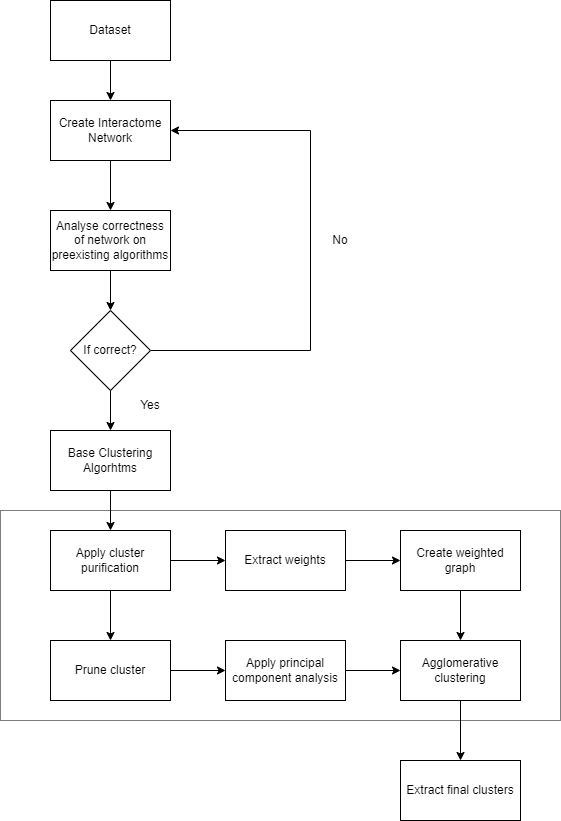 Dataset
Create Interactome
Network
Analyse correctness
of network on
preexisting algorithms
No
If correct?
Yes
Base Clustering
Algorhtms
Apply cluster
purification
Extract weights
Create weighted
graph
Prune cluster
Apply principal
component analysis
Agglomerative
clustering
Extract final clusters